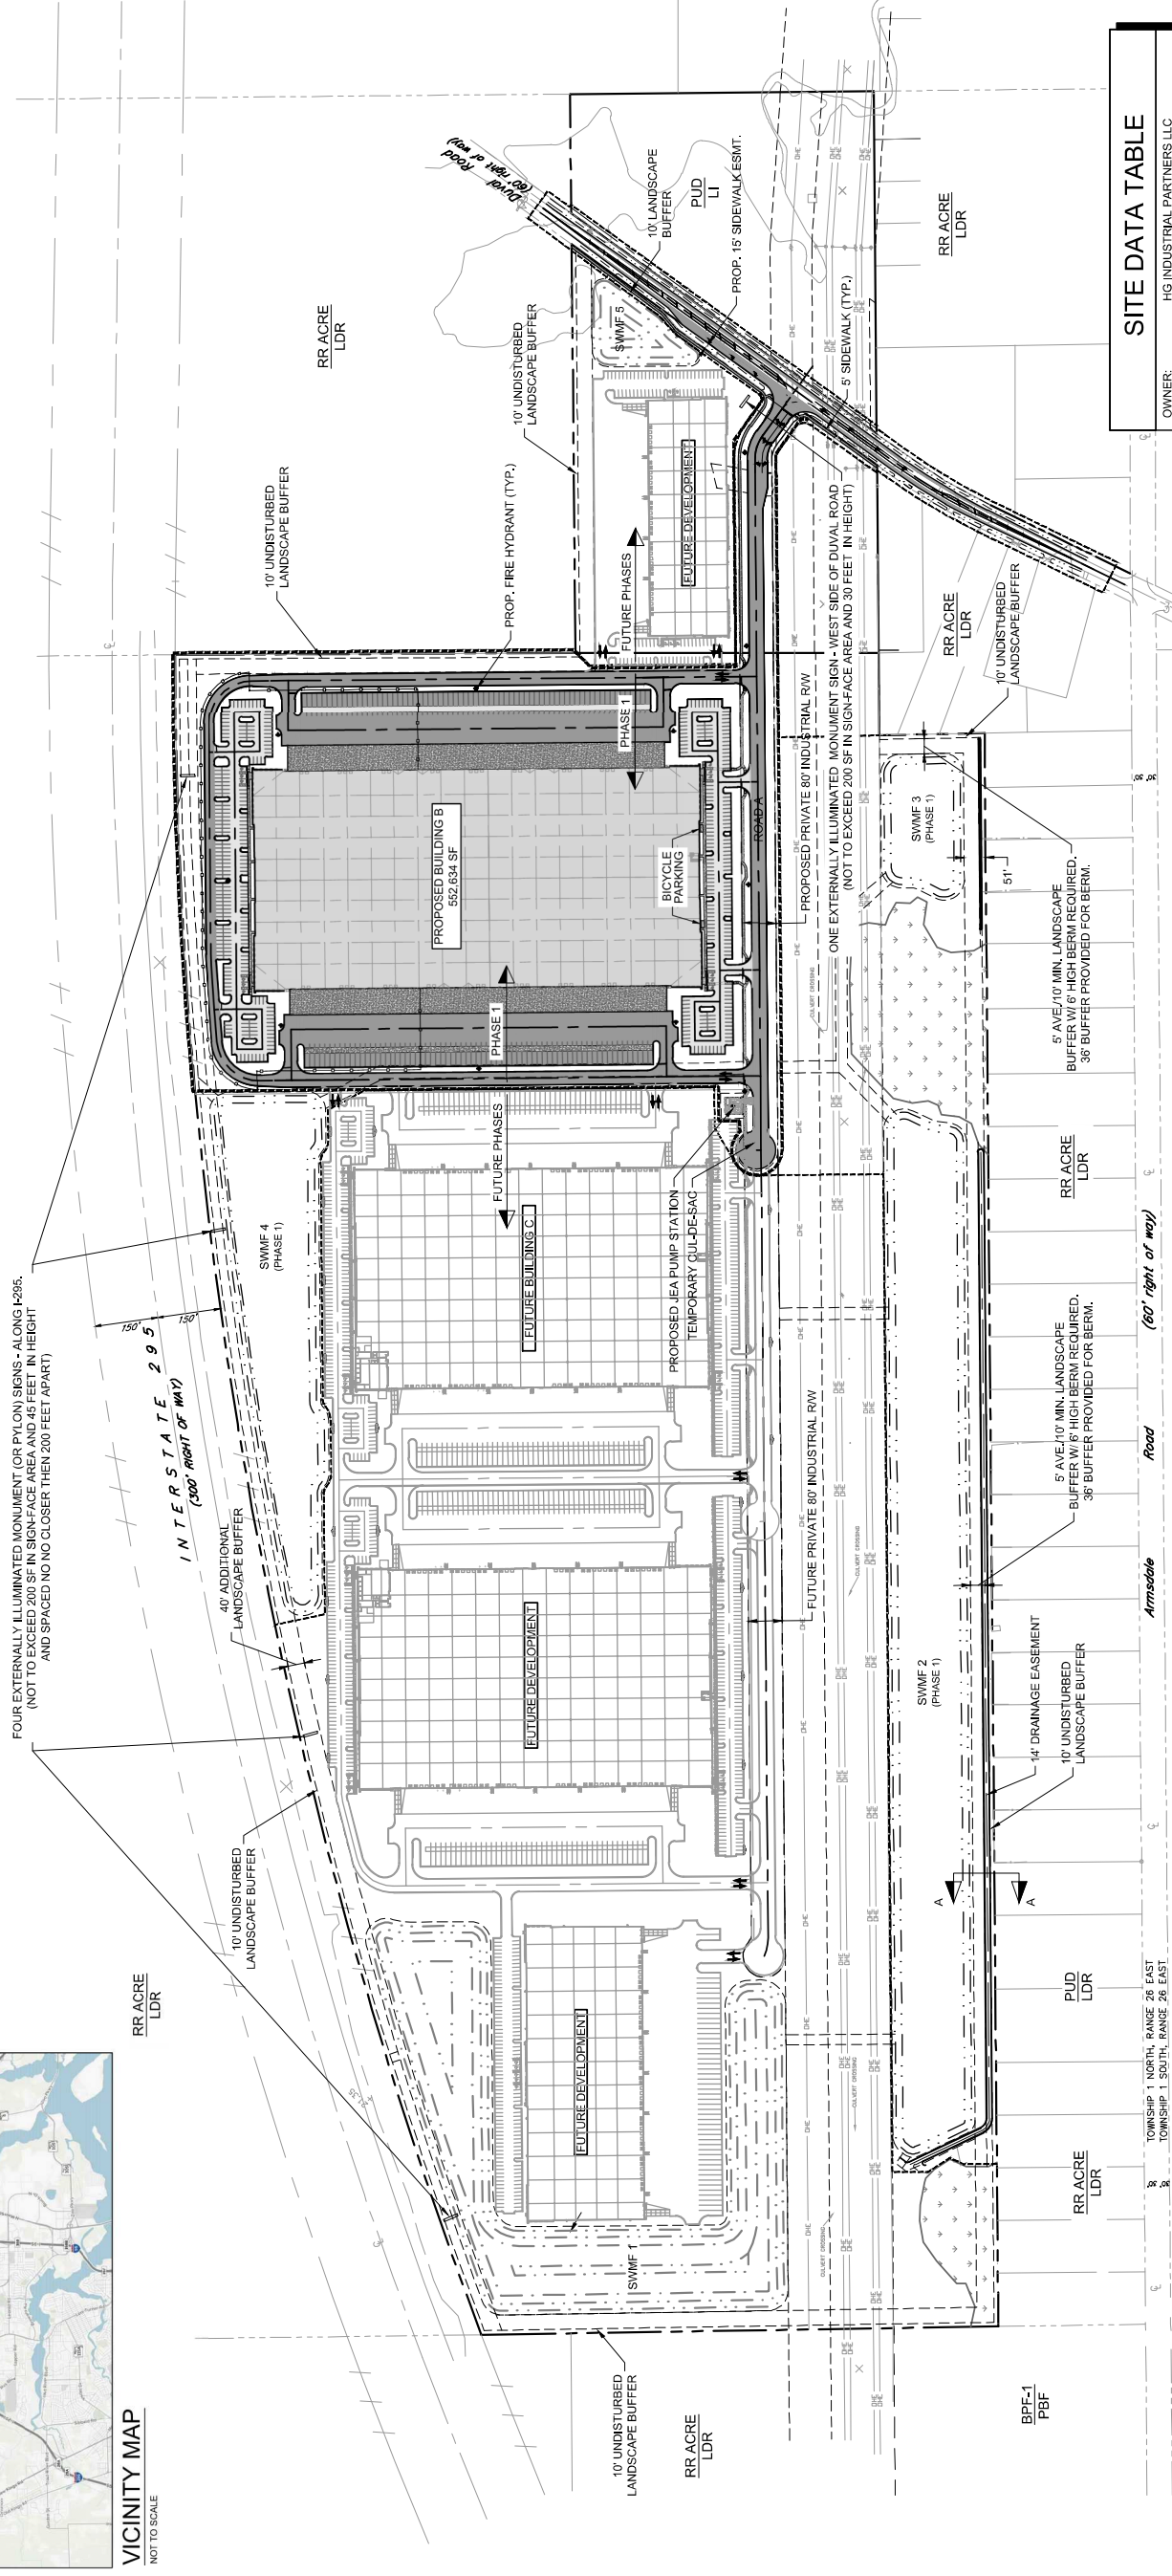 VICINITY MAP
NOT TO SCALE
FOUR EXTERNALLY ILLUMINATED MONUMENT (OR PYLON) SIGNS - ALONG I-295.
(NOT TO EXCEED 200 SF IN SIGN-FACE AREA AND 45 FEET IN HEIGHT
AND SPACED NO NO CLOSER THEN 200 FEET APART)
RR ACRE
LDR
INTERSTATE 295
(300' RIGHT OF WAY)
150'
150'
10' UNDISTURBED
LANDSCAPE BUFFER
40' ADDITIONAL
LANDSCAPE BUFFER
SWMF 4
(PHASE 1)
10' UNDISTURBED
LANDSCAPE BUFFER
RR ACRE
LDR
Duval Road
(60' right of way)
10' UNDISTURBED
LANDSCAPE BUFFER
SWMF 5
10' LANDSCAPE
BUFFER
PUD
LI
PROP. 15' SIDEWALK ESMT.
PROP. FIRE HYDRANT (TYP.)
PROPOSED BUILDING B
552,634 SF
BICYCLE
PARKING
PHASE 1
FUTURE PHASES
PHASE 1
FUTURE PHASES
FUTURE DEVELOPMENT
FUTURE BUILDING C
FUTURE DEVELOPMENT
FUTURE DEVELOPMENT
SWMF 1
PROPOSED JEA PUMP STATION
TEMPORARY CUL-DE-SAC
ROAD A
PROPOSED PRIVATE 80' INDUSTRIAL R/W
FUTURE PRIVATE 80' INDUSTRIAL R/W
ONE EXTERNALLY ILLUMINATED MONUMENT SIGN - WEST SIDE OF DUVAL ROAD
(NOT TO EXCEED 200 SF IN SIGN-FACE AREA AND 30 FEET IN HEIGHT)
5' SIDEWALK (TYP.)
RR ACRE
LDR
RR ACRE
LDR
10' UNDISTURBED
LANDSCAPE BUFFER
SWMF 3
(PHASE 1)
51'
5' AVE./10' MIN. LANDSCAPE
BUFFER W/ 6' HIGH BERM REQUIRED.
36' BUFFER PROVIDED FOR BERM.
RR ACRE
LDR
5' AVE./10' MIN. LANDSCAPE
BUFFER W/ 6' HIGH BERM REQUIRED.
36' BUFFER PROVIDED FOR BERM.
SWMF 2
(PHASE 1)
14' DRAINAGE EASEMENT
10' UNDISTURBED
LANDSCAPE BUFFER
A
A
CULVERT CROSSING
CULVERT CROSSING
CULVERT CROSSING
PUD
LDR
RR ACRE
LDR
10' UNDISTURBED
LANDSCAPE BUFFER
RR ACRE
LDR
BPF-1
PBF
Armsdale Road (60' right of way)
TOWNSHIP 1 NORTH, RANGE 26 EAST
TOWNSHIP 1 SOUTH, RANGE 26 EAST
SITE DATA TABLE
OWNER: HG INDUSTRIAL PARTNERS LLC